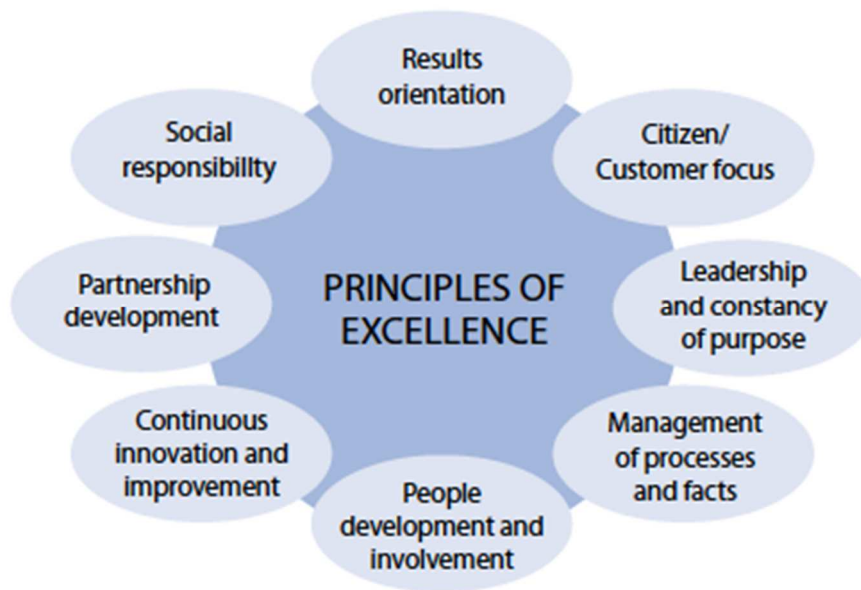 Results
orientation
Citizen/
Customer focus
Leadership
and constancy
of purpose
Management
of processes
and facts
People
development and
involvement
Continuous
innovation and
improvement
Partnership
development
Social
responsibility
PRINCIPLES OF
EXCELLENCE